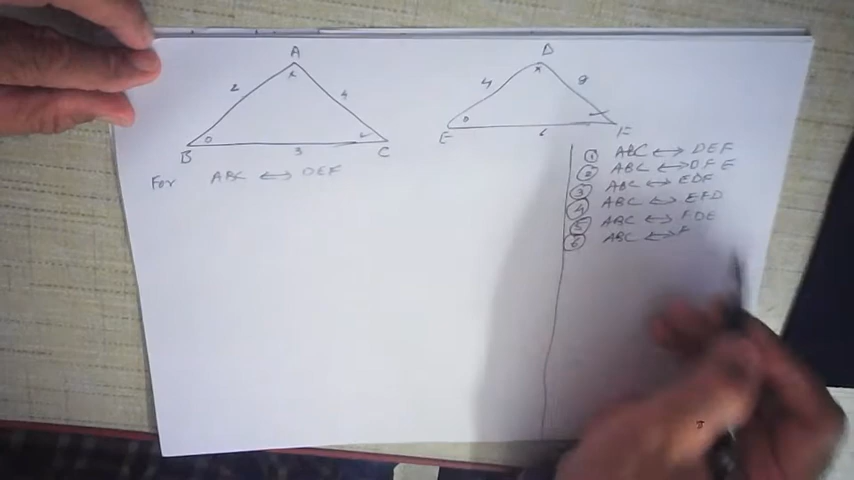 A
2
x
4
o
B
3
C
D
4
x
8
o
E
6
F
For ABC ↔ DEF
① ABC ↔ DEF
② ABC ↔ DFE
③ ABC ↔ EDF
④ ABC ↔ EFD
⑤ ABC ↔ FDE
⑥ ABC ↔ F